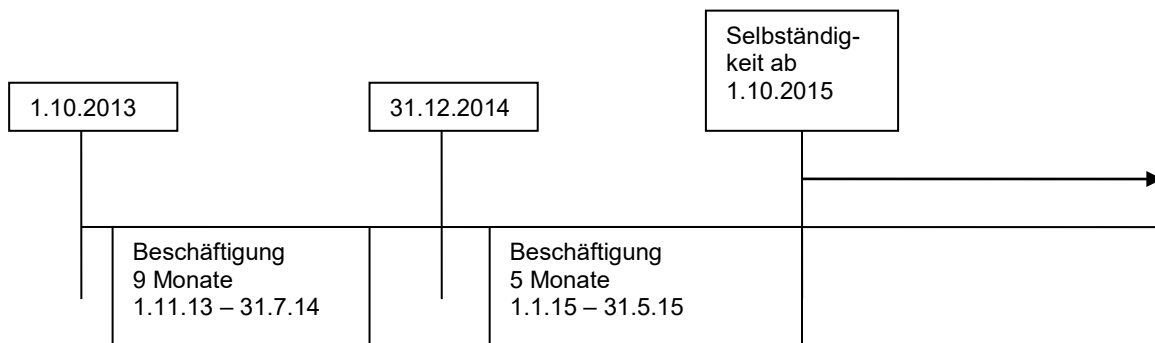 1.10.2013
31.12.2014
Selbständig-
keit ab
1.10.2015
Beschäftigung
9 Monate
1.11.13 – 31.7.14
Beschäftigung
5 Monate
1.1.15 – 31.5.15